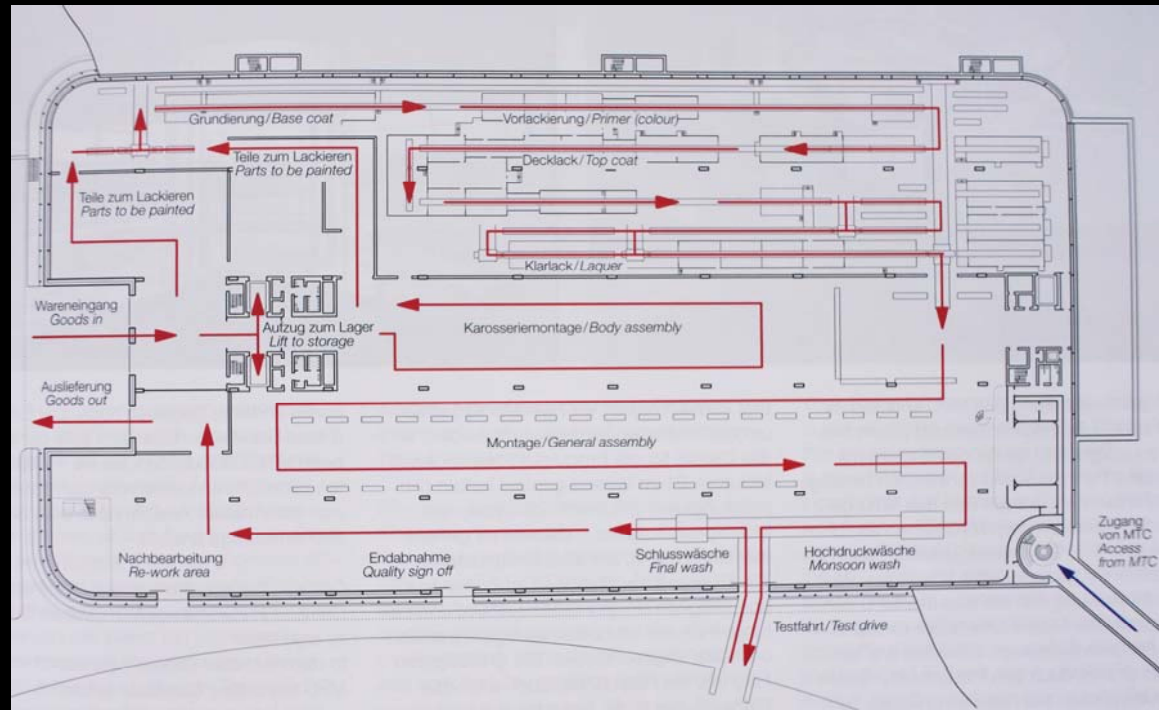 Grundierung/Base coat
Vorlackierung/Primer (colour)
Teile zum Lackieren
Parts to be painted
Decklack/Top coat
Teile zum Lackieren
Parts to be painted
Klarlack/Laquer
Wareneingang
Goods in
Aufzug zum Lager
Lift to storage
Karosseriemontage/Body assembly
Auslieferung
Goods out
Montage/General assembly
Nachbearbeitung
Re-work area
Endabnahme
Quality sign off
Schlusswäsche
Final wash
Hochdruckwäsche
Monsoon wash
Zugang
von MTC
Access
from MTC
Testfahrt/Test drive